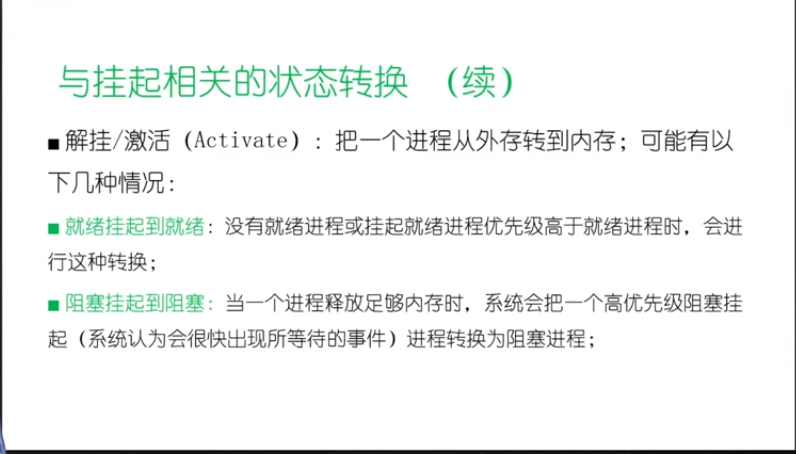 与挂起相关的状态转换 （续）
■ 解挂/激活（Activate）：把一个进程从外存转到内存；可能有以
下几种情况：
■ 就绪挂起到就绪：没有就绪进程或挂起就绪进程优先级高于就绪进程时，会进
行这种转换；
■ 阻塞挂起到阻塞：当一个进程释放足够内存时，系统会把一个高优先级阻塞挂
起（系统认为会很快出现所等待的事件）进程转换为阻塞进程；